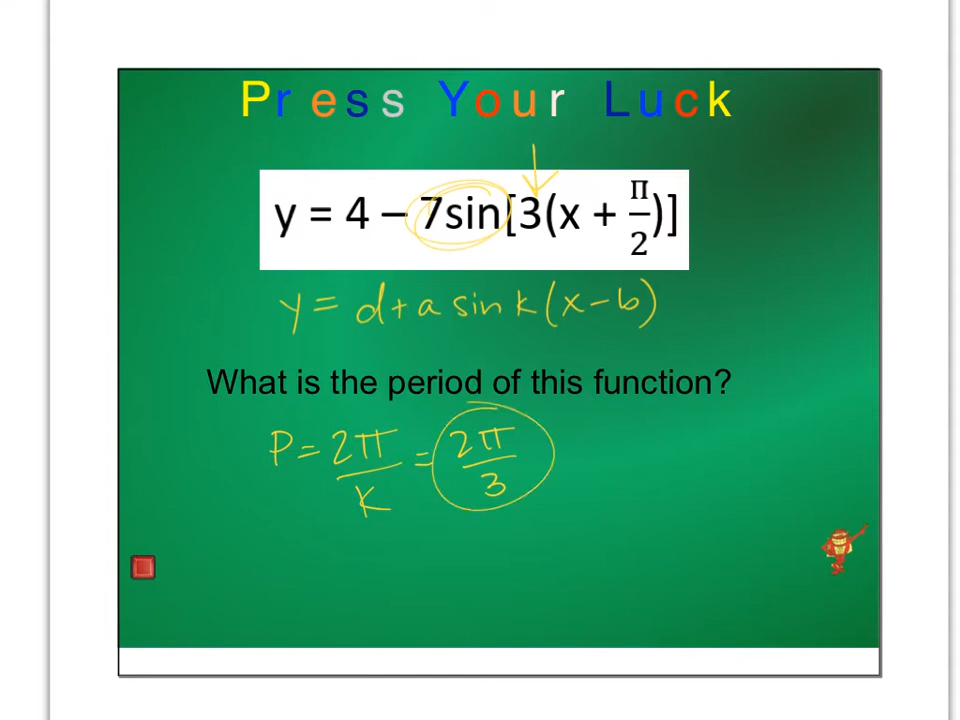 Press Your Luck
y = 4 – 7sin[3(x + π/2)]
y = d + a sin k(x − b)
What is the period of this function?
P = 2π/k = 2π/3